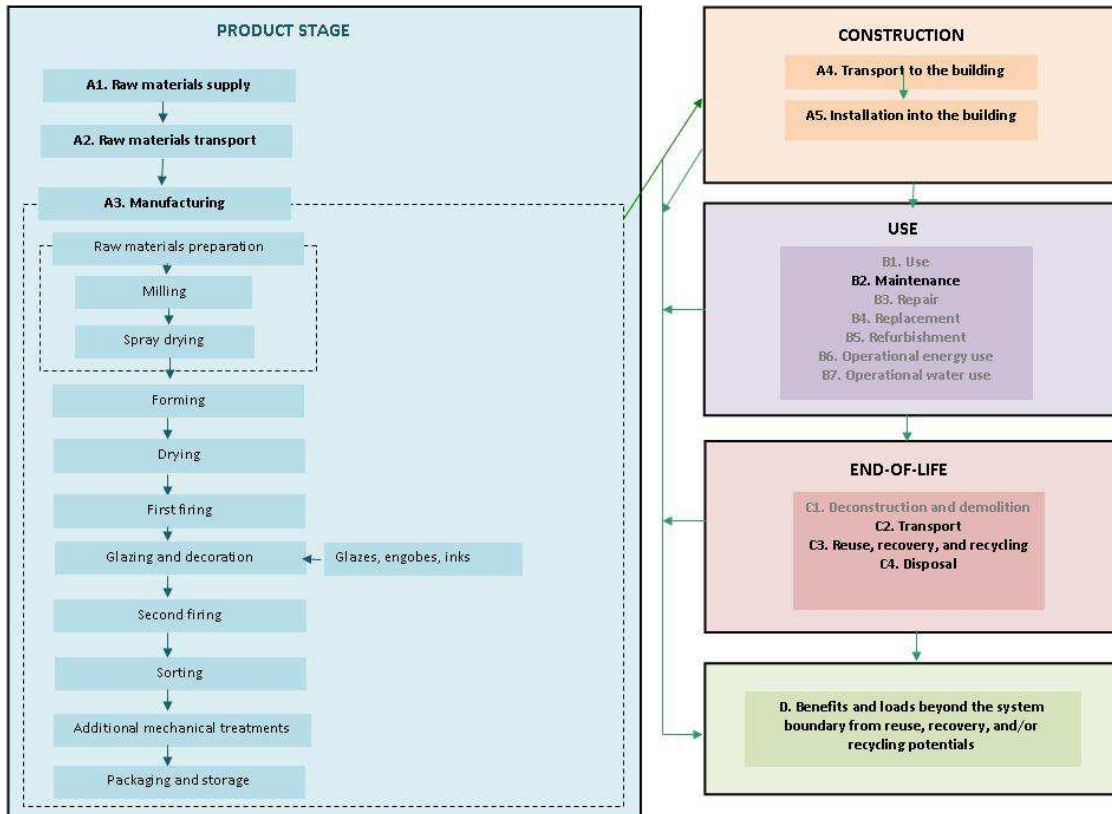 PRODUCT STAGE
A1. Raw materials supply
A2. Raw materials transport
A3. Manufacturing
Raw materials preparation
Milling
Spray drying
Forming
Drying
First firing
Glazing and decoration
Glazes, engobes, inks
Second firing
Sorting
Additional mechanical treatments
Packaging and storage
CONSTRUCTION
A4. Transport to the building
A5. Installation into the building
USE
B1. Use
B2. Maintenance
B3. Repair
B4. Replacement
B5. Refurbishment
B6. Operational energy use
B7. Operational water use
END-OF-LIFE
C1. Deconstruction and demolition
C2. Transport
C3. Reuse, recovery, and recycling
C4. Disposal
D. Benefits and loads beyond the system
boundary from reuse, recovery, and/or
recycling potentials